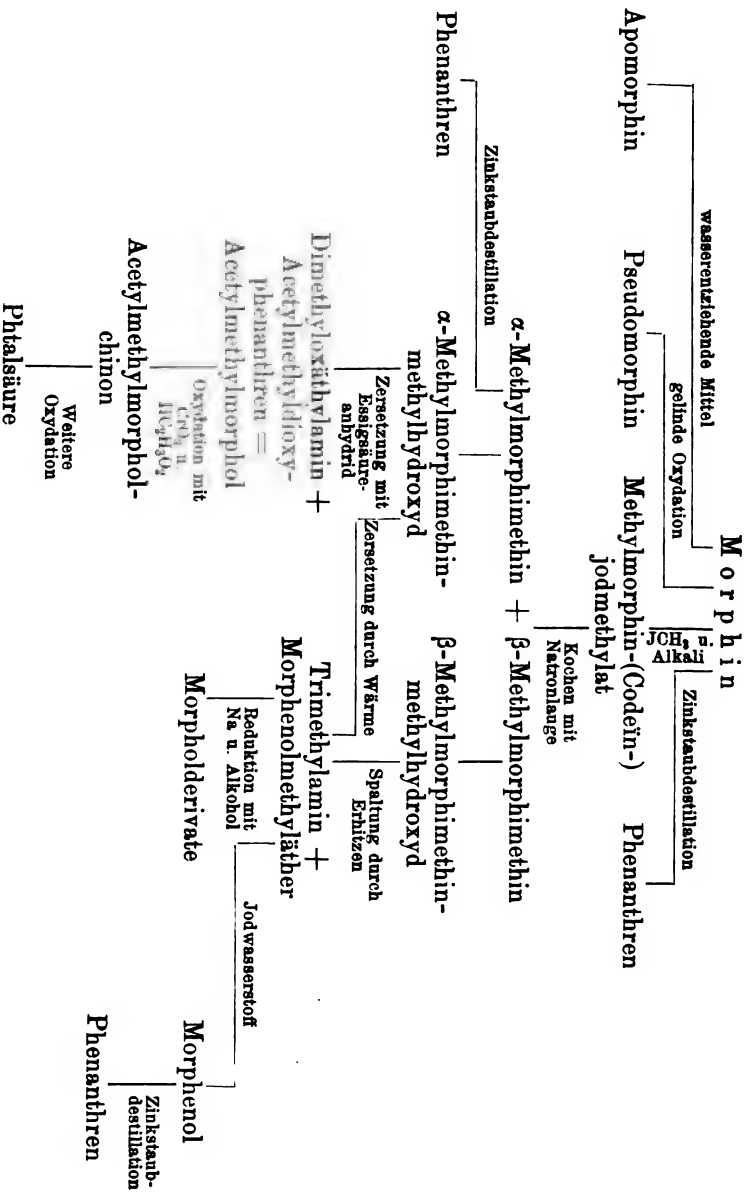 Morphin
wasserentziehende Mittel
gelinde Oxydation
JCH₃ u.
Alkali
Zinkstaubdestillation
Apomorphin
Pseudomorphin
Methylmorphin-(Codeïn-)
jodmethylat
Phenanthren
Kochen mit
Natronlauge
α-Methylmorphimethin + β-Methylmorphimethin
Zinkstaubdestillation
Phenanthren
α-Methylmorphimethin-
methylhydroxyd
β-Methylmorphimethin-
methylhydroxyd
Zersetzung mit
Essigsäure-
anhydrid
Zersetzung durch Wärme
Spaltung durch
Erhitzen
Dimethyloxäthylamin +
Acetylmethyldioxy-
phenanthren =
Acetylmethylmorphol
Trimethylamin +
Morphenolmethyläther
Oxydation mit
CrO₃ u.
HC₂H₃O₂
Reduktion mit
Na u. Alkohol
Jodwasserstoff
Acetylmethylmorphol-
chinon
Morpholderivate
Morphenol
Weitere
Oxydation
Zinkstaub-
destillation
Phtalsäure
Phenanthren